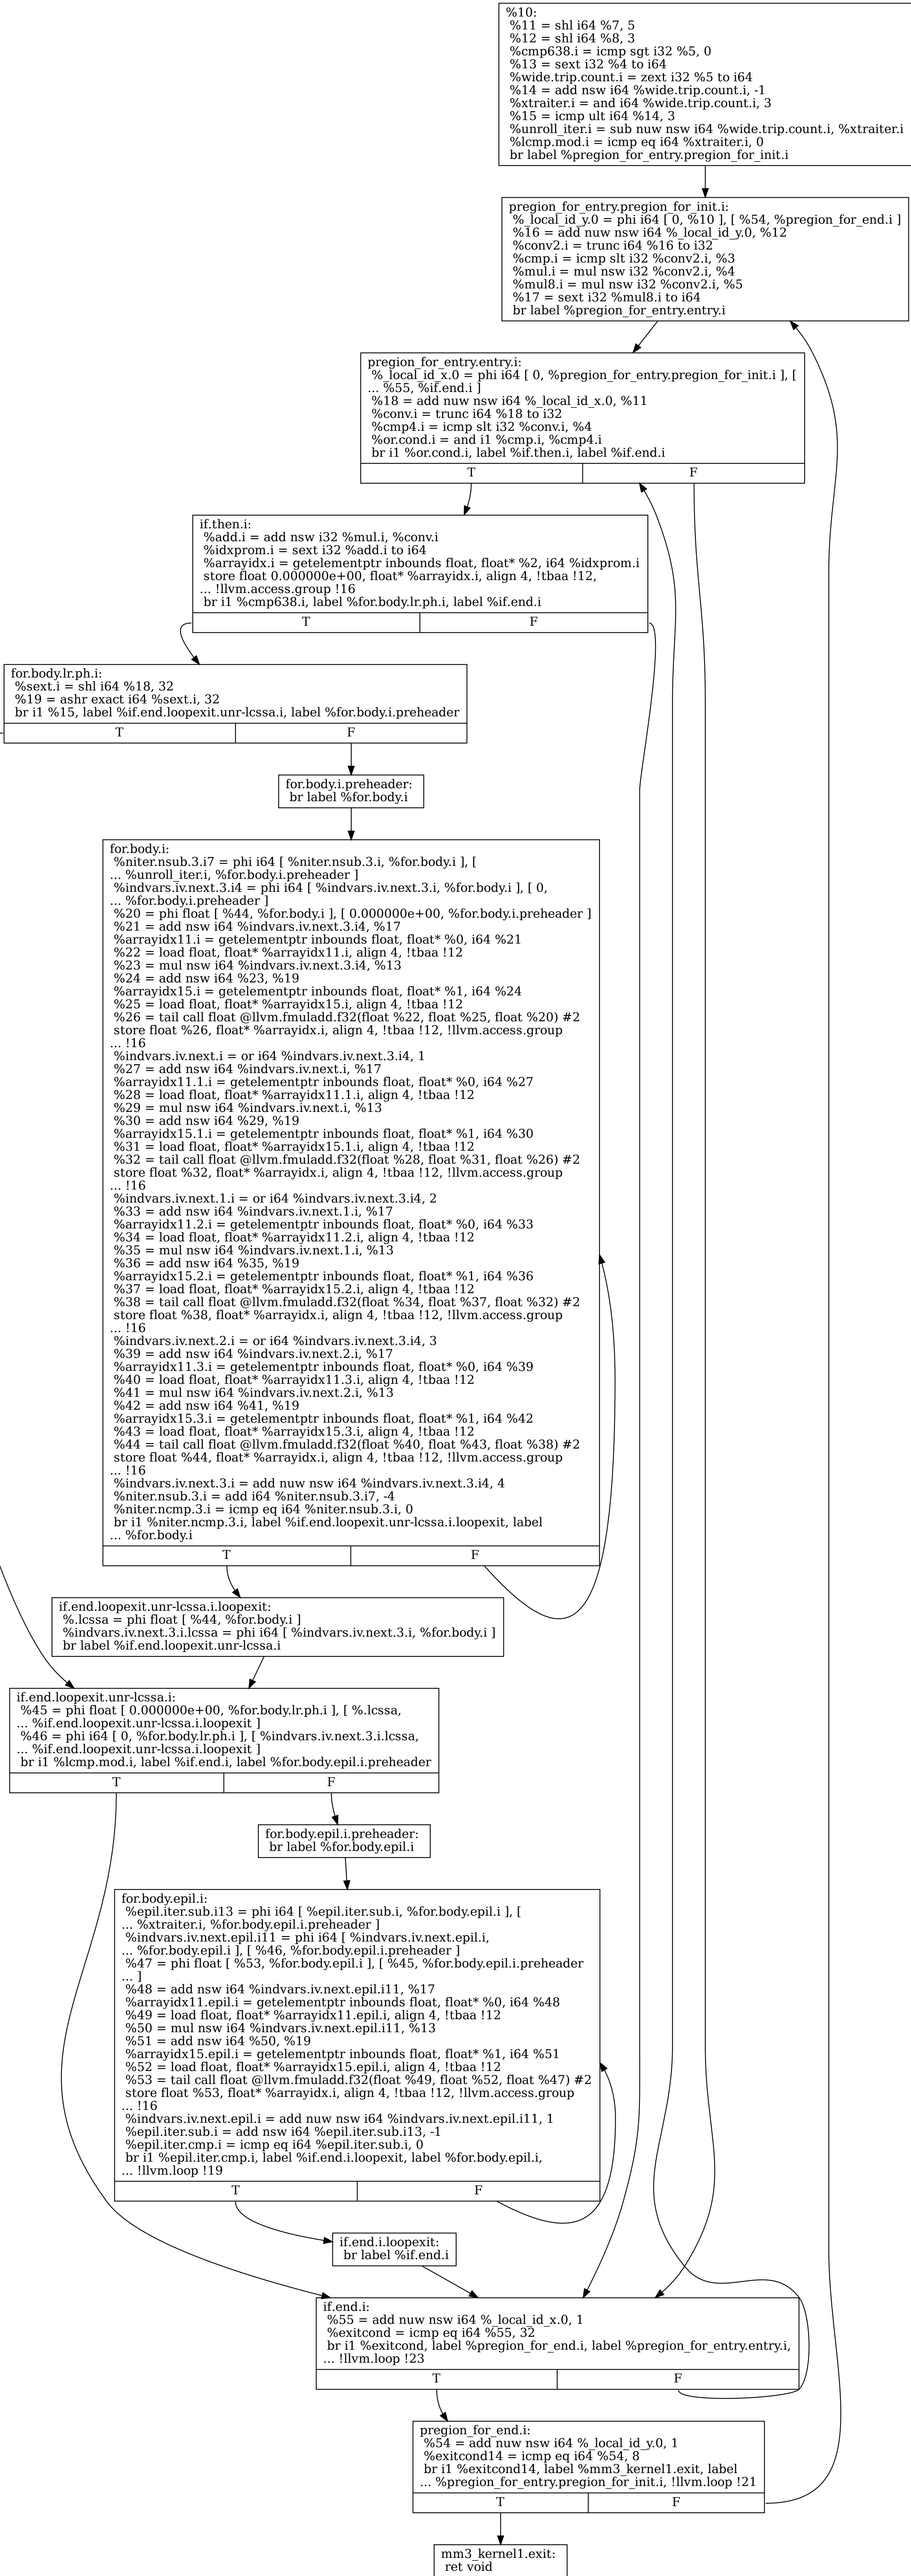 %10:
%11 = shl i64 %7, 5
%12 = shl i64 %8, 3
%cmp638.i = icmp sgt i32 %5, 0
%13 = sext i32 %4 to i64
%wide.trip.count.i = zext i32 %5 to i64
%14 = add nsw i64 %wide.trip.count.i, -1
%xtraiter.i = and i64 %wide.trip.count.i, 3
%15 = icmp ult i64 %14, 3
%unroll_iter.i = sub nuw nsw i64 %wide.trip.count.i, %xtraiter.i
%lcmp.mod.i = icmp eq i64 %xtraiter.i, 0
br label %pregion_for_entry.pregion_for_init.i
pregion_for_entry.pregion_for_init.i:
%_local_id_y.0 = phi i64 [ 0, %10 ], [ %54, %pregion_for_end.i ]
%16 = add nuw nsw i64 %_local_id_y.0, %12
%conv2.i = trunc i64 %16 to i32
%cmp.i = icmp slt i32 %conv2.i, %3
%mul.i = mul nsw i32 %conv2.i, %4
%mul8.i = mul nsw i32 %conv2.i, %5
%17 = sext i32 %mul8.i to i64
br label %pregion_for_entry.entry.i
pregion_for_entry.entry.i:
%_local_id_x.0 = phi i64 [ 0, %pregion_for_entry.pregion_for_init.i ], [
... %55, %if.end.i ]
%18 = add nuw nsw i64 %_local_id_x.0, %11
%conv.i = trunc i64 %18 to i32
%cmp4.i = icmp slt i32 %conv.i, %4
%or.cond.i = and i1 %cmp.i, %cmp4.i
br i1 %or.cond.i, label %if.then.i, label %if.end.i
T F
if.then.i:
%add.i = add nsw i32 %mul.i, %conv.i
%idxprom.i = sext i32 %add.i to i64
%arrayidx.i = getelementptr inbounds float, float* %2, i64 %idxprom.i
store float 0.000000e+00, float* %arrayidx.i, align 4, !tbaa !12,
... !llvm.access.group !16
br i1 %cmp638.i, label %for.body.lr.ph.i, label %if.end.i
T F
for.body.lr.ph.i:
%sext.i = shl i64 %18, 32
%19 = ashr exact i64 %sext.i, 32
br i1 %15, label %if.end.loopexit.unr-lcssa.i, label %for.body.i.preheader
T F
for.body.i.preheader:
br label %for.body.i
for.body.i:
%niter.nsub.3.i7 = phi i64 [ %niter.nsub.3.i, %for.body.i ], [
... %unroll_iter.i, %for.body.i.preheader ]
%indvars.iv.next.3.i4 = phi i64 [ %indvars.iv.next.3.i, %for.body.i ], [ 0,
... %for.body.i.preheader ]
%20 = phi float [ %44, %for.body.i ], [ 0.000000e+00, %for.body.i.preheader ]
%21 = add nsw i64 %indvars.iv.next.3.i4, %17
%arrayidx11.i = getelementptr inbounds float, float* %0, i64 %21
%22 = load float, float* %arrayidx11.i, align 4, !tbaa !12
%23 = mul nsw i64 %indvars.iv.next.3.i4, %13
%24 = add nsw i64 %23, %19
%arrayidx15.i = getelementptr inbounds float, float* %1, i64 %24
%25 = load float, float* %arrayidx15.i, align 4, !tbaa !12
%26 = tail call float @llvm.fmuladd.f32(float %22, float %25, float %20) #2
store float %26, float* %arrayidx.i, align 4, !tbaa !12, !llvm.access.group
... !16
%indvars.iv.next.i = or i64 %indvars.iv.next.3.i4, 1
%27 = add nsw i64 %indvars.iv.next.i, %17
%arrayidx11.1.i = getelementptr inbounds float, float* %0, i64 %27
%28 = load float, float* %arrayidx11.1.i, align 4, !tbaa !12
%29 = mul nsw i64 %indvars.iv.next.i, %13
%30 = add nsw i64 %29, %19
%arrayidx15.1.i = getelementptr inbounds float, float* %1, i64 %30
%31 = load float, float* %arrayidx15.1.i, align 4, !tbaa !12
%32 = tail call float @llvm.fmuladd.f32(float %28, float %31, float %26) #2
store float %32, float* %arrayidx.i, align 4, !tbaa !12, !llvm.access.group
... !16
%indvars.iv.next.1.i = or i64 %indvars.iv.next.3.i4, 2
%33 = add nsw i64 %indvars.iv.next.1.i, %17
%arrayidx11.2.i = getelementptr inbounds float, float* %0, i64 %33
%34 = load float, float* %arrayidx11.2.i, align 4, !tbaa !12
%35 = mul nsw i64 %indvars.iv.next.1.i, %13
%36 = add nsw i64 %35, %19
%arrayidx15.2.i = getelementptr inbounds float, float* %1, i64 %36
%37 = load float, float* %arrayidx15.2.i, align 4, !tbaa !12
%38 = tail call float @llvm.fmuladd.f32(float %34, float %37, float %32) #2
store float %38, float* %arrayidx.i, align 4, !tbaa !12, !llvm.access.group
... !16
%indvars.iv.next.2.i = or i64 %indvars.iv.next.3.i4, 3
%39 = add nsw i64 %indvars.iv.next.2.i, %17
%arrayidx11.3.i = getelementptr inbounds float, float* %0, i64 %39
%40 = load float, float* %arrayidx11.3.i, align 4, !tbaa !12
%41 = mul nsw i64 %indvars.iv.next.2.i, %13
%42 = add nsw i64 %41, %19
%arrayidx15.3.i = getelementptr inbounds float, float* %1, i64 %42
%43 = load float, float* %arrayidx15.3.i, align 4, !tbaa !12
%44 = tail call float @llvm.fmuladd.f32(float %40, float %43, float %38) #2
store float %44, float* %arrayidx.i, align 4, !tbaa !12, !llvm.access.group
... !16
%indvars.iv.next.3.i = add nuw nsw i64 %indvars.iv.next.3.i4, 4
%niter.nsub.3.i = add i64 %niter.nsub.3.i7, -4
%niter.ncmp.3.i = icmp eq i64 %niter.nsub.3.i, 0
br i1 %niter.ncmp.3.i, label %if.end.loopexit.unr-lcssa.i.loopexit, label
... %for.body.i
T F
if.end.loopexit.unr-lcssa.i.loopexit:
%.lcssa = phi float [ %44, %for.body.i ]
%indvars.iv.next.3.i.lcssa = phi i64 [ %indvars.iv.next.3.i, %for.body.i ]
br label %if.end.loopexit.unr-lcssa.i
if.end.loopexit.unr-lcssa.i:
%45 = phi float [ 0.000000e+00, %for.body.lr.ph.i ], [ %.lcssa,
... %if.end.loopexit.unr-lcssa.i.loopexit ]
%46 = phi i64 [ 0, %for.body.lr.ph.i ], [ %indvars.iv.next.3.i.lcssa,
... %if.end.loopexit.unr-lcssa.i.loopexit ]
br i1 %lcmp.mod.i, label %if.end.i, label %for.body.epil.i.preheader
T F
for.body.epil.i.preheader:
br label %for.body.epil.i
for.body.epil.i:
%epil.iter.sub.i13 = phi i64 [ %epil.iter.sub.i, %for.body.epil.i ], [
... %xtraiter.i, %for.body.epil.i.preheader ]
%indvars.iv.next.epil.i11 = phi i64 [ %indvars.iv.next.epil.i,
... %for.body.epil.i ], [ %46, %for.body.epil.i.preheader ]
%47 = phi float [ %53, %for.body.epil.i ], [ %45, %for.body.epil.i.preheader
... ]
%48 = add nsw i64 %indvars.iv.next.epil.i11, %17
%arrayidx11.epil.i = getelementptr inbounds float, float* %0, i64 %48
%49 = load float, float* %arrayidx11.epil.i, align 4, !tbaa !12
%50 = mul nsw i64 %indvars.iv.next.epil.i11, %13
%51 = add nsw i64 %50, %19
%arrayidx15.epil.i = getelementptr inbounds float, float* %1, i64 %51
%52 = load float, float* %arrayidx15.epil.i, align 4, !tbaa !12
%53 = tail call float @llvm.fmuladd.f32(float %49, float %52, float %47) #2
store float %53, float* %arrayidx.i, align 4, !tbaa !12, !llvm.access.group
... !16
%indvars.iv.next.epil.i = add nuw nsw i64 %indvars.iv.next.epil.i11, 1
%epil.iter.sub.i = add nsw i64 %epil.iter.sub.i13, -1
%epil.iter.cmp.i = icmp eq i64 %epil.iter.sub.i, 0
br i1 %epil.iter.cmp.i, label %if.end.i.loopexit, label %for.body.epil.i,
... !llvm.loop !19
T F
if.end.i.loopexit:
br label %if.end.i
if.end.i:
%55 = add nuw nsw i64 %_local_id_x.0, 1
%exitcond = icmp eq i64 %55, 32
br i1 %exitcond, label %pregion_for_end.i, label %pregion_for_entry.entry.i,
... !llvm.loop !23
T F
pregion_for_end.i:
%54 = add nuw nsw i64 %_local_id_y.0, 1
%exitcond14 = icmp eq i64 %54, 8
br i1 %exitcond14, label %mm3_kernel1.exit, label
... %pregion_for_entry.pregion_for_init.i, !llvm.loop !21
T F
mm3_kernel1.exit:
ret void